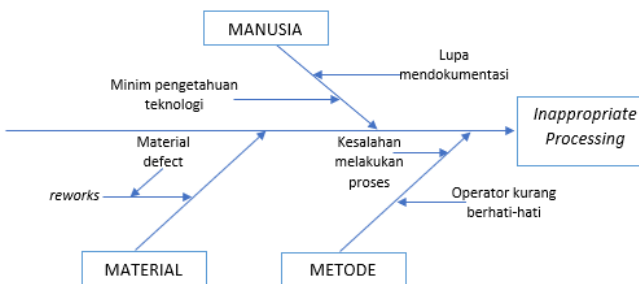 MANUSIA
Lupa
mendokumentasi
Minim pengetahuan
teknologi
Inappropriate
Processing
Material
defect
Kesalahan
melakukan
proses
reworks
Operator kurang
berhati-hati
MATERIAL
METODE